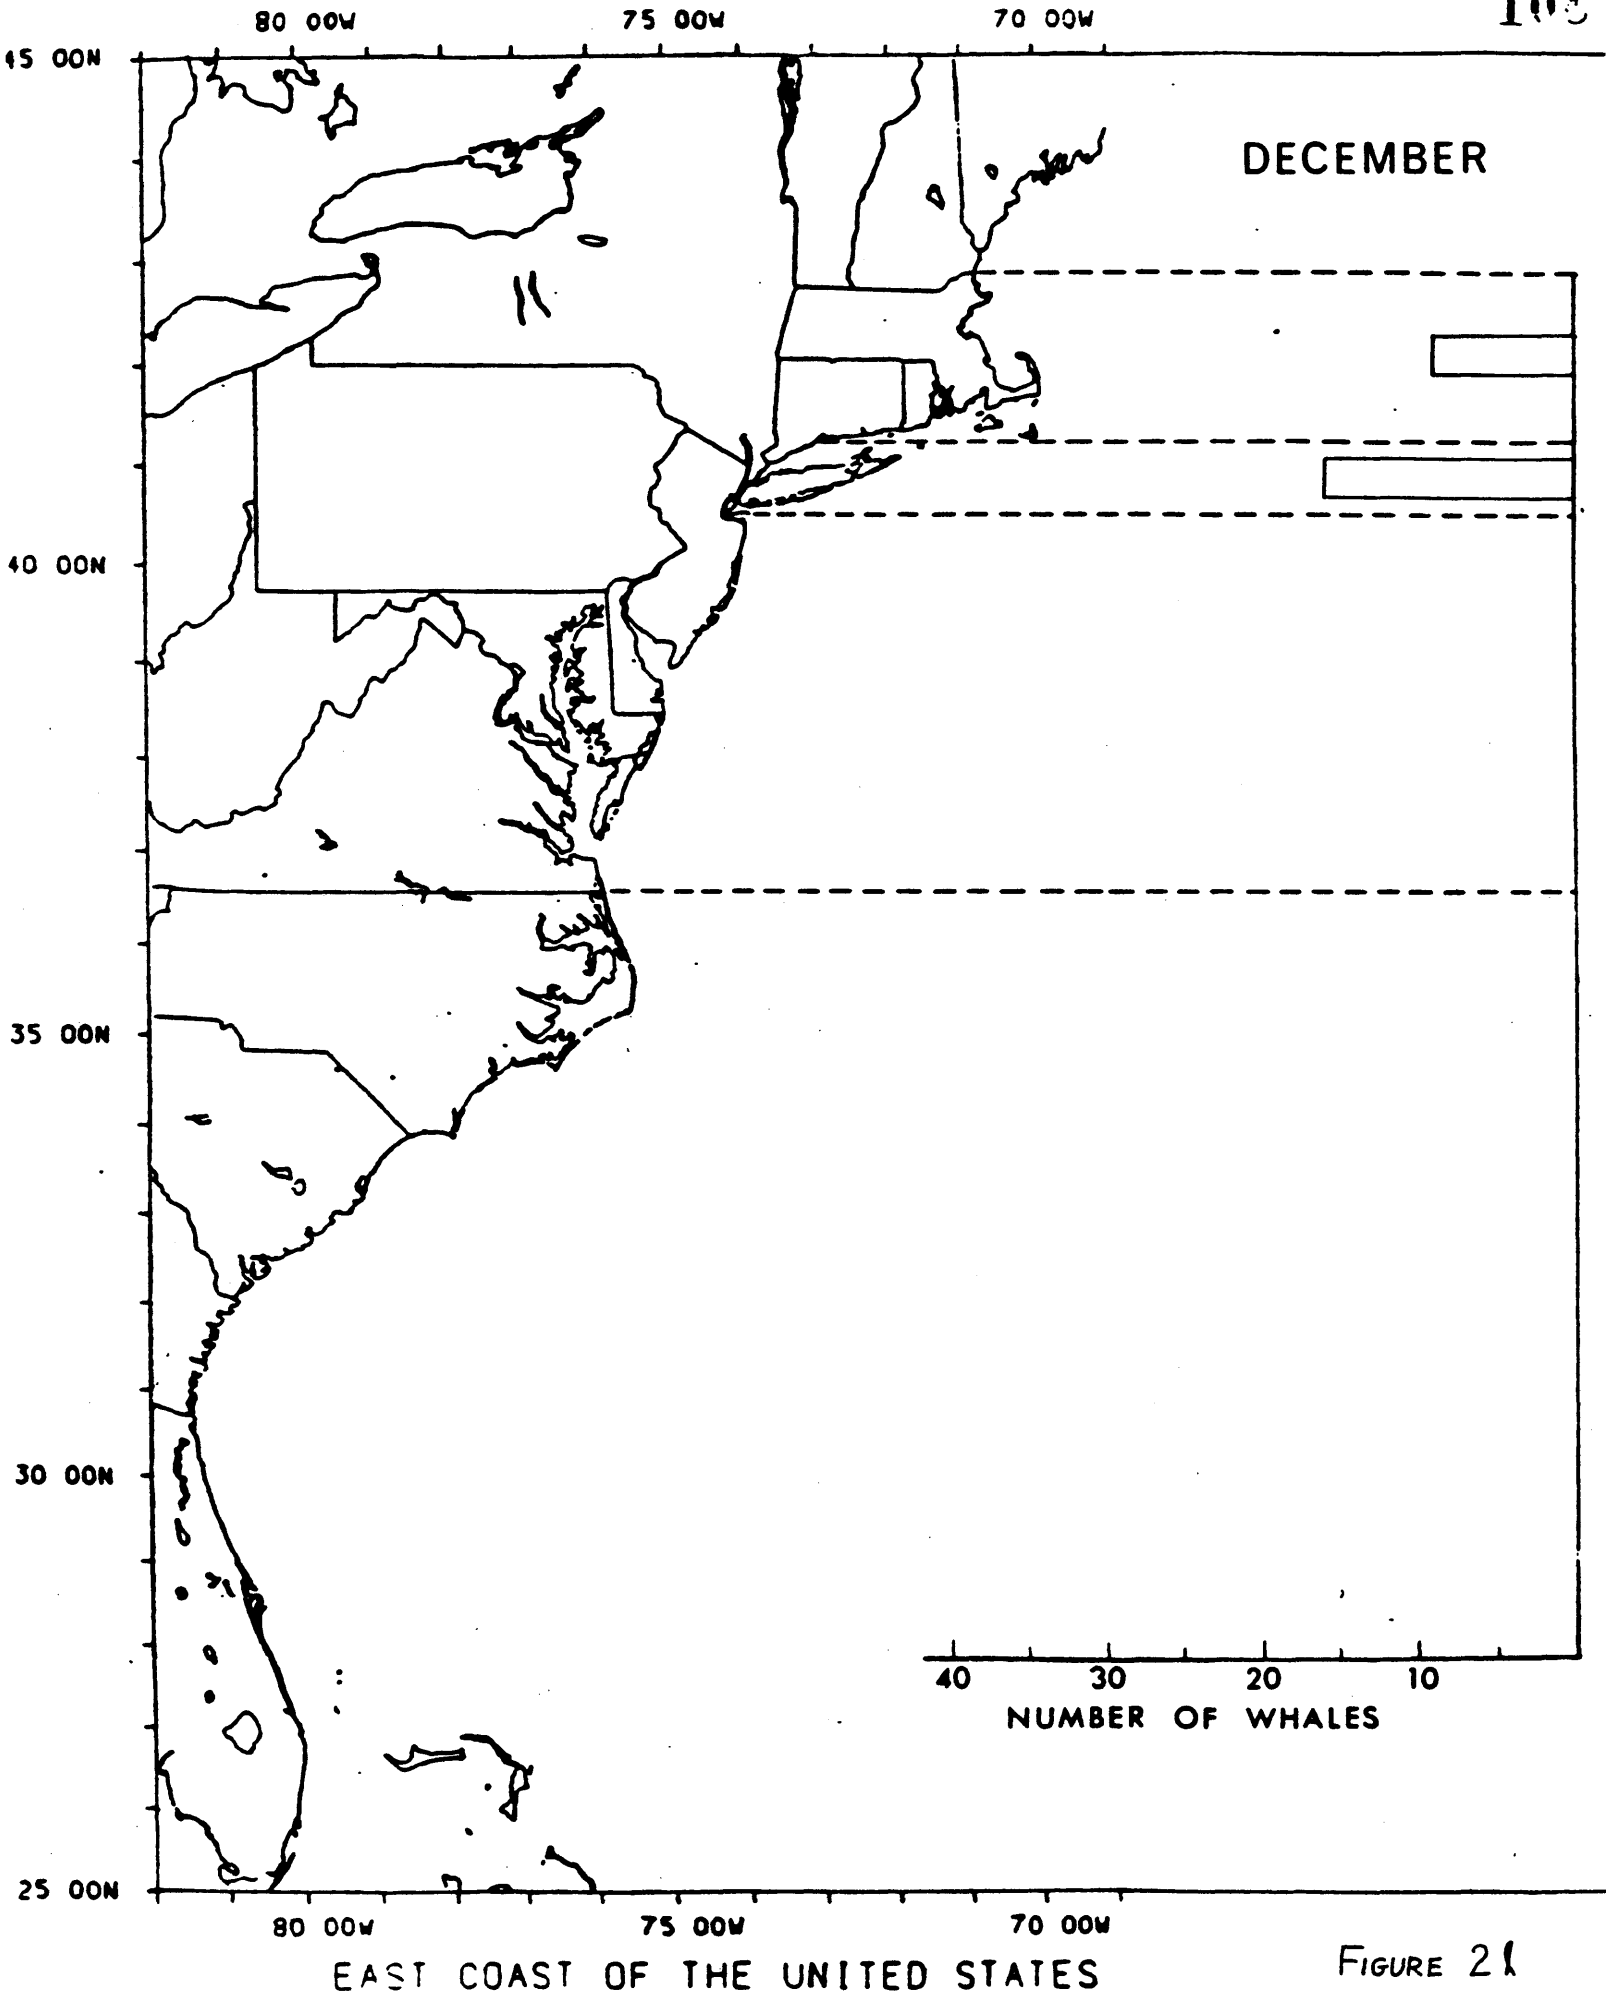 80 00W 75 00W 70 00W
45 00N
DECEMBER
40 00N
35 00N
30 00N
40 30 20 10
NUMBER OF WHALES
25 00N
80 00W 75 00W 70 00W
EAST COAST OF THE UNITED STATES
FIGURE